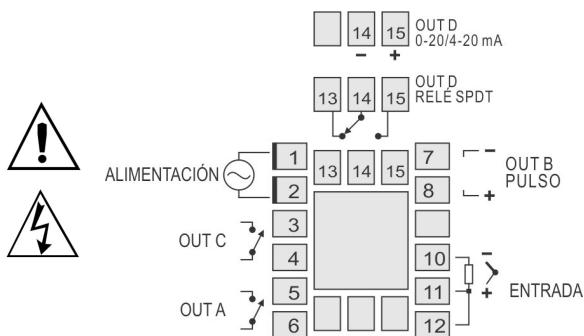 14 15 OUT D
− + 0-20/4-20 mA
13 14 15 OUT D
RELÉ SPDT
ALIMENTACIÓN
1
2
13 14 15
7 −
8 +
OUT B
PULSO
OUT C
3
4
10 −
11 +
12
ENTRADA
OUT A
5
6